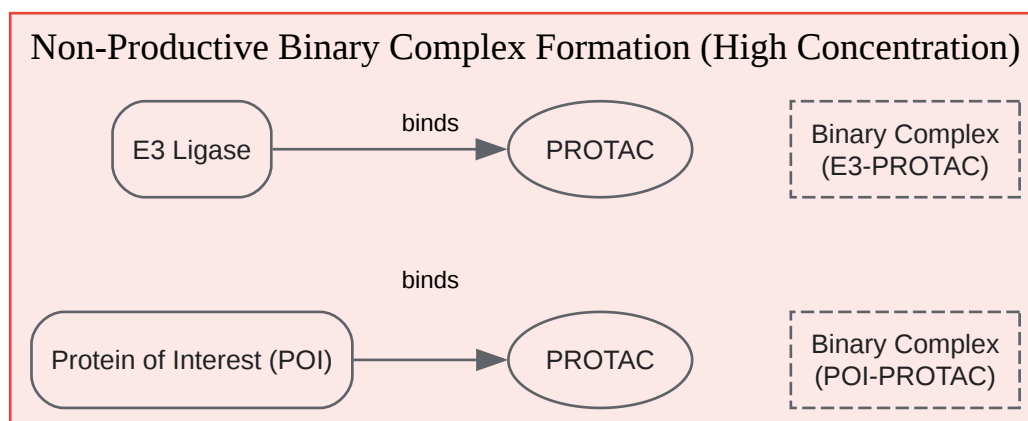 Non-Productive Binary Complex Formation (High Concentration)
binds
E3 Ligase
PROTAC
Binary Complex
(E3-PROTAC)
binds
Protein of Interest (POI)
PROTAC
Binary Complex
(POI-PROTAC)